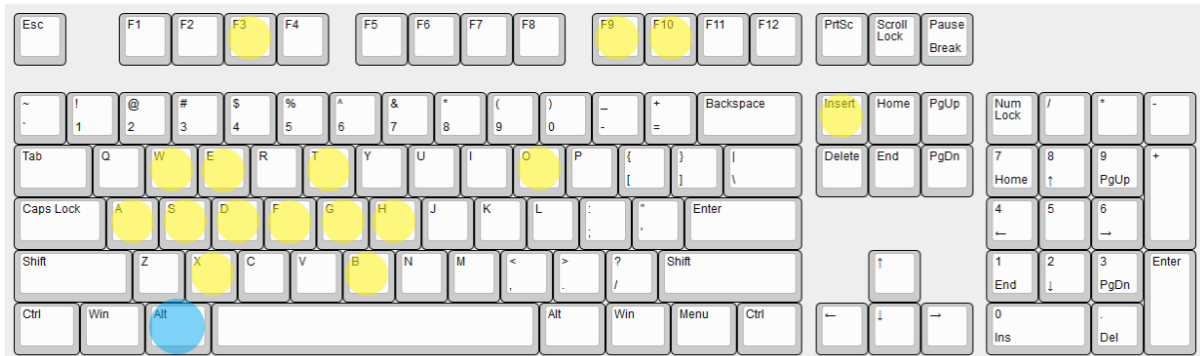 Esc F1 F2 F3 F4 F5 F6 F7 F8 F9 F10 F11 F12 PrtSc Scroll Lock Pause Break
~ ` ! 1 @ 2 # 3 $ 4 % 5 ^ 6 & 7 * 8 ( 9 ) 0 _ - + = Backspace Insert Home PgUp Num Lock / * -
Tab Q W E R T Y U I O P { [ } ] | \ Delete End PgDn 7 Home 8 ↑ 9 PgUp +
Caps Lock A S D F G H J K L : ; " ' Enter 4 ← 5 6 →
Shift Z X C V B N M < , > . ? / Shift ↑ 1 End 2 ↓ 3 PgDn Enter
Ctrl Win Alt Alt Win Menu Ctrl ← ↓ → 0 Ins . Del